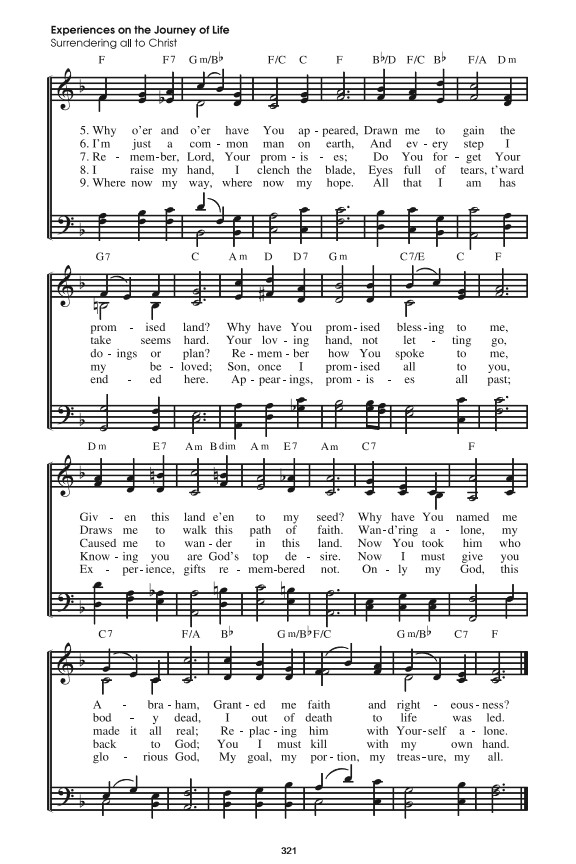 Experiences on the Journey of Life
Surrendering all to Christ
F F7 Gm/B♭ F/C C F B♭/D F/C B♭ F/A Dm
5. Why o'er and o'er have You ap-peared, Drawn me to gain the
6. I'm just a com-mon man on earth, And ev-ery step I
7. Re-mem-ber, Lord, Your prom-is-es; Do You for-get Your
8. I raise my hand, I clench the blade, Eyes full of tears, t'ward
9. Where now my way, where now my hope. All that I am has
G7 C Am D D7 Gm C7/E C F
prom-ised land? Why have You prom-ised bless-ing to me,
take seems hard. Your lov-ing hand, not let-ting go,
do-ings or plan? Re-mem-ber how You spoke to me,
my be-loved; Son, once I prom-ised all to you,
end-ed here. Ap-pear-ings, prom-is-es all past;
Dm E7 Am Bdim Am E7 Am C7 F
Giv-en this land e'en to my seed? Why have You named me
Draws me to walk this path of faith. Wan-d'ring a-lone, my
Caused me to wan-der in this land. Now You took him who
Know-ing you are God's top de-sire. Now I must give you
Ex-per-ience, gifts re-mem-bered not. On-ly my God, this
C7 F/A B♭ Gm/B♭ F/C Gm/B♭ C7 F
A-bra-ham, Grant-ed me faith and right-eous-ness?
bod-y dead, I out of death to life was led.
made it all real; Re-plac-ing him with Your-self a-lone.
back to God; You I must kill with my own hand.
glo-rious God, My goal, my por-tion, my treas-ure, my all.
321